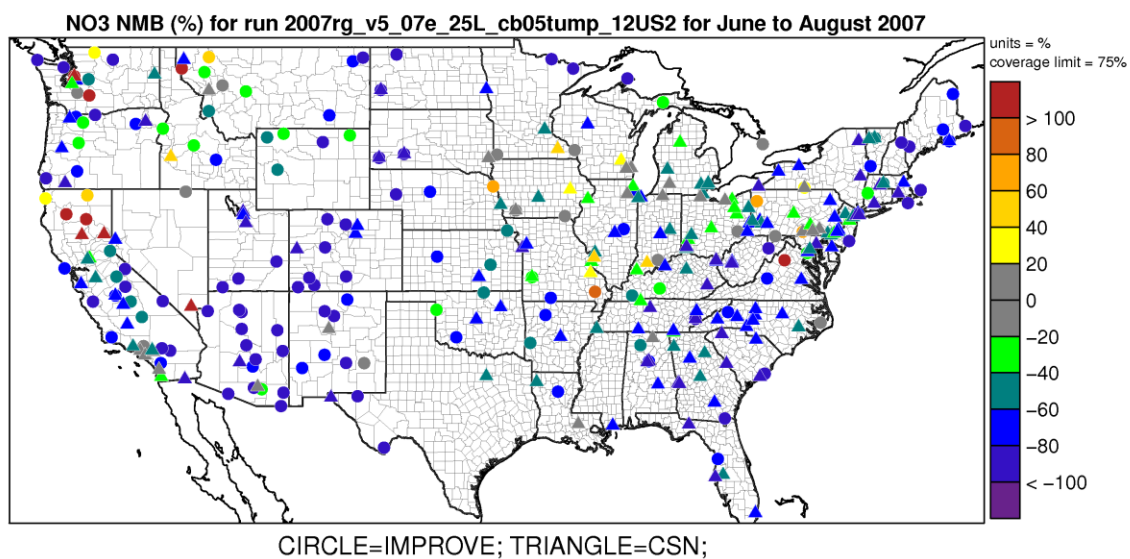 NO3 NMB (%) for run 2007rg_v5_07e_25L_cb05tump_12US2 for June to August 2007
units = %
coverage limit = 75%
> 100
80
60
40
20
0
−20
−40
−60
−80
< −100
CIRCLE=IMPROVE; TRIANGLE=CSN;